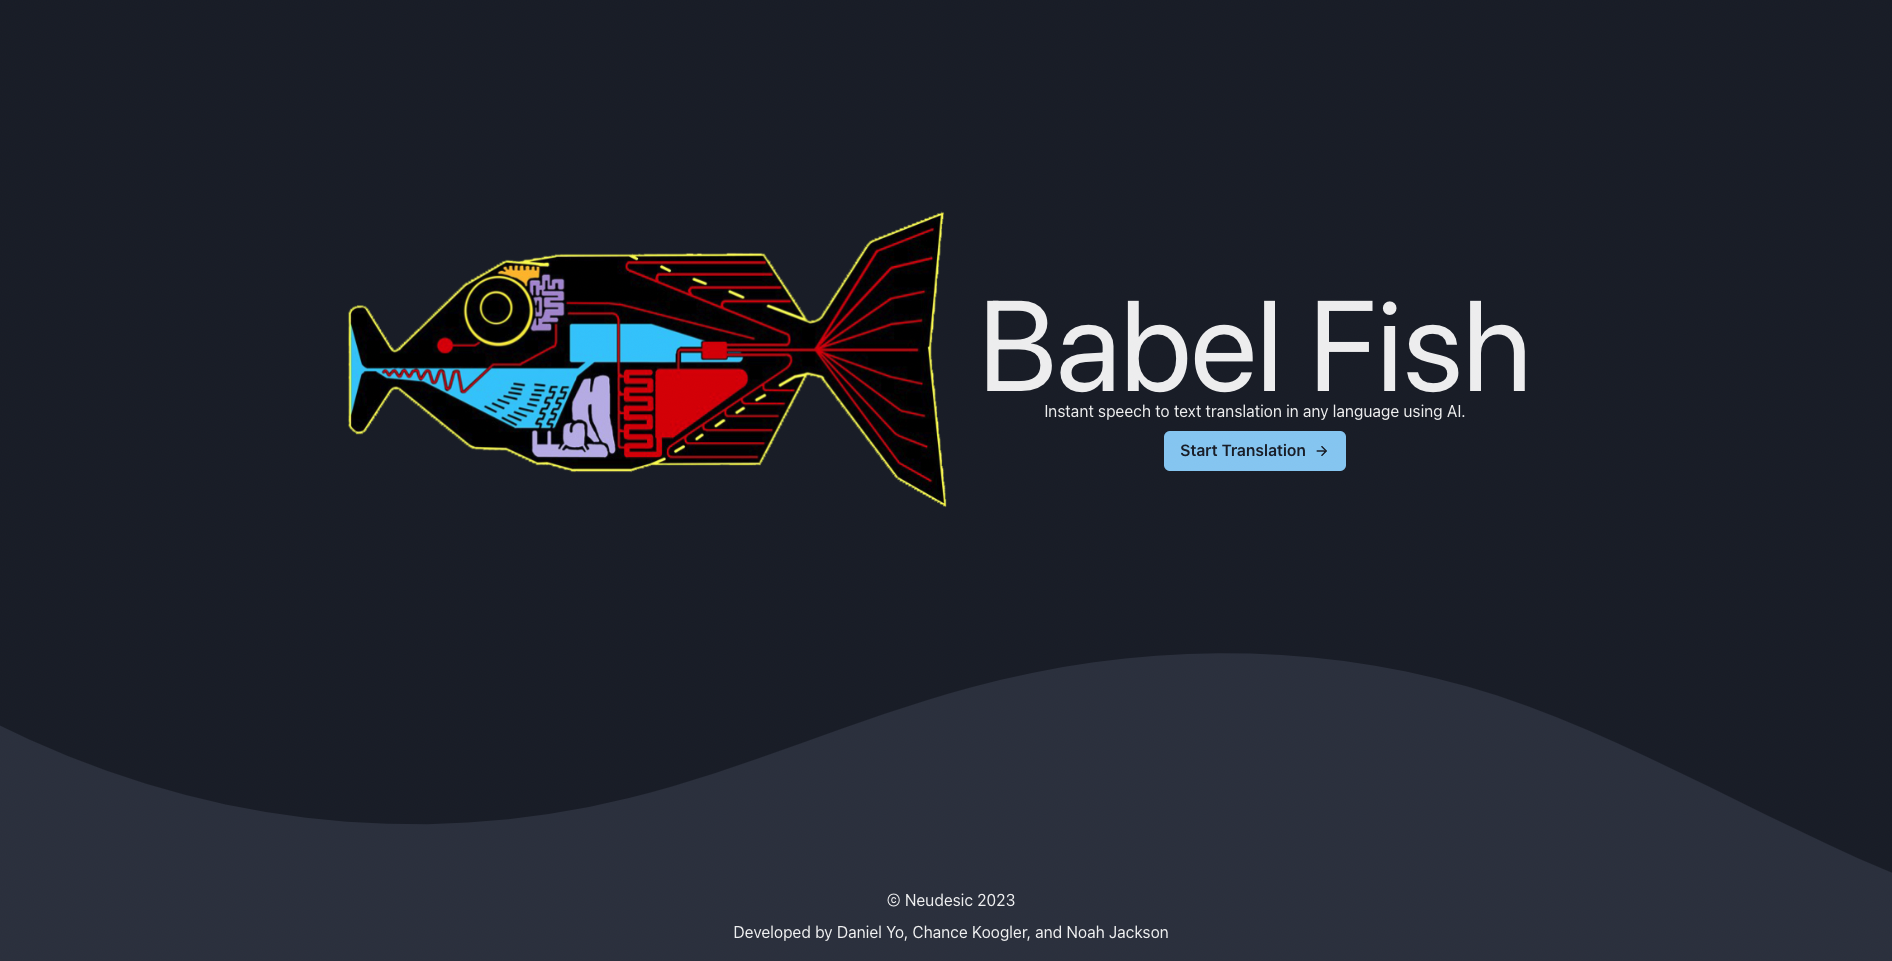 Babel Fish
Instant speech to text translation in any language using AI.
Start Translation →
© Neudesic 2023
Developed by Daniel Yo, Chance Koogler, and Noah Jackson